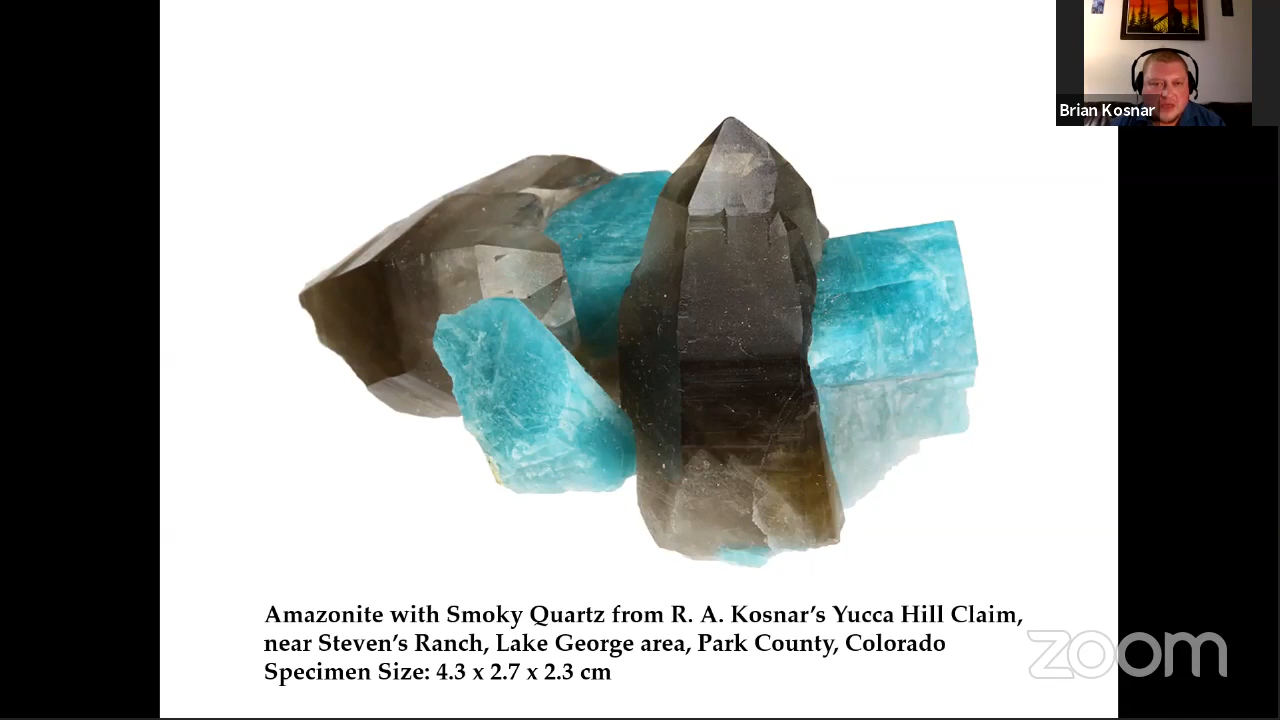 Brian Kosnar
Amazonite with Smoky Quartz from R. A. Kosnar's Yucca Hill Claim,
near Steven's Ranch, Lake George area, Park County, Colorado
Specimen Size: 4.3 x 2.7 x 2.3 cm
zoom